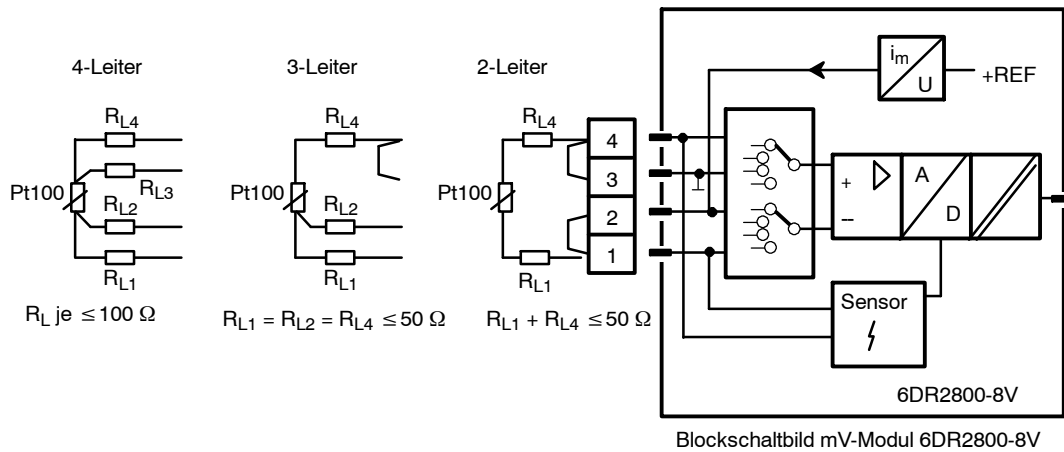 4-Leiter
3-Leiter
2-Leiter
R_L4
R_L3
Pt100
R_L2
R_L1
R_L je ≤ 100 Ω
R_L4
Pt100
R_L2
R_L1
R_L1 = R_L2 = R_L4 ≤ 50 Ω
R_L4
Pt100
R_L1
R_L1 + R_L4 ≤ 50 Ω
4
3
2
1
i_m
U
+REF
+
--
A
D
Sensor
6DR2800-8V
Blockschaltbild mV-Modul 6DR2800-8V